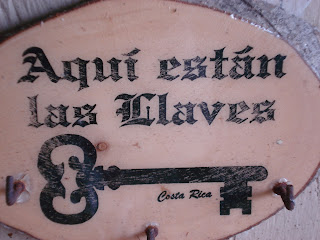 Aquí están
las Llaves
Costa Rica